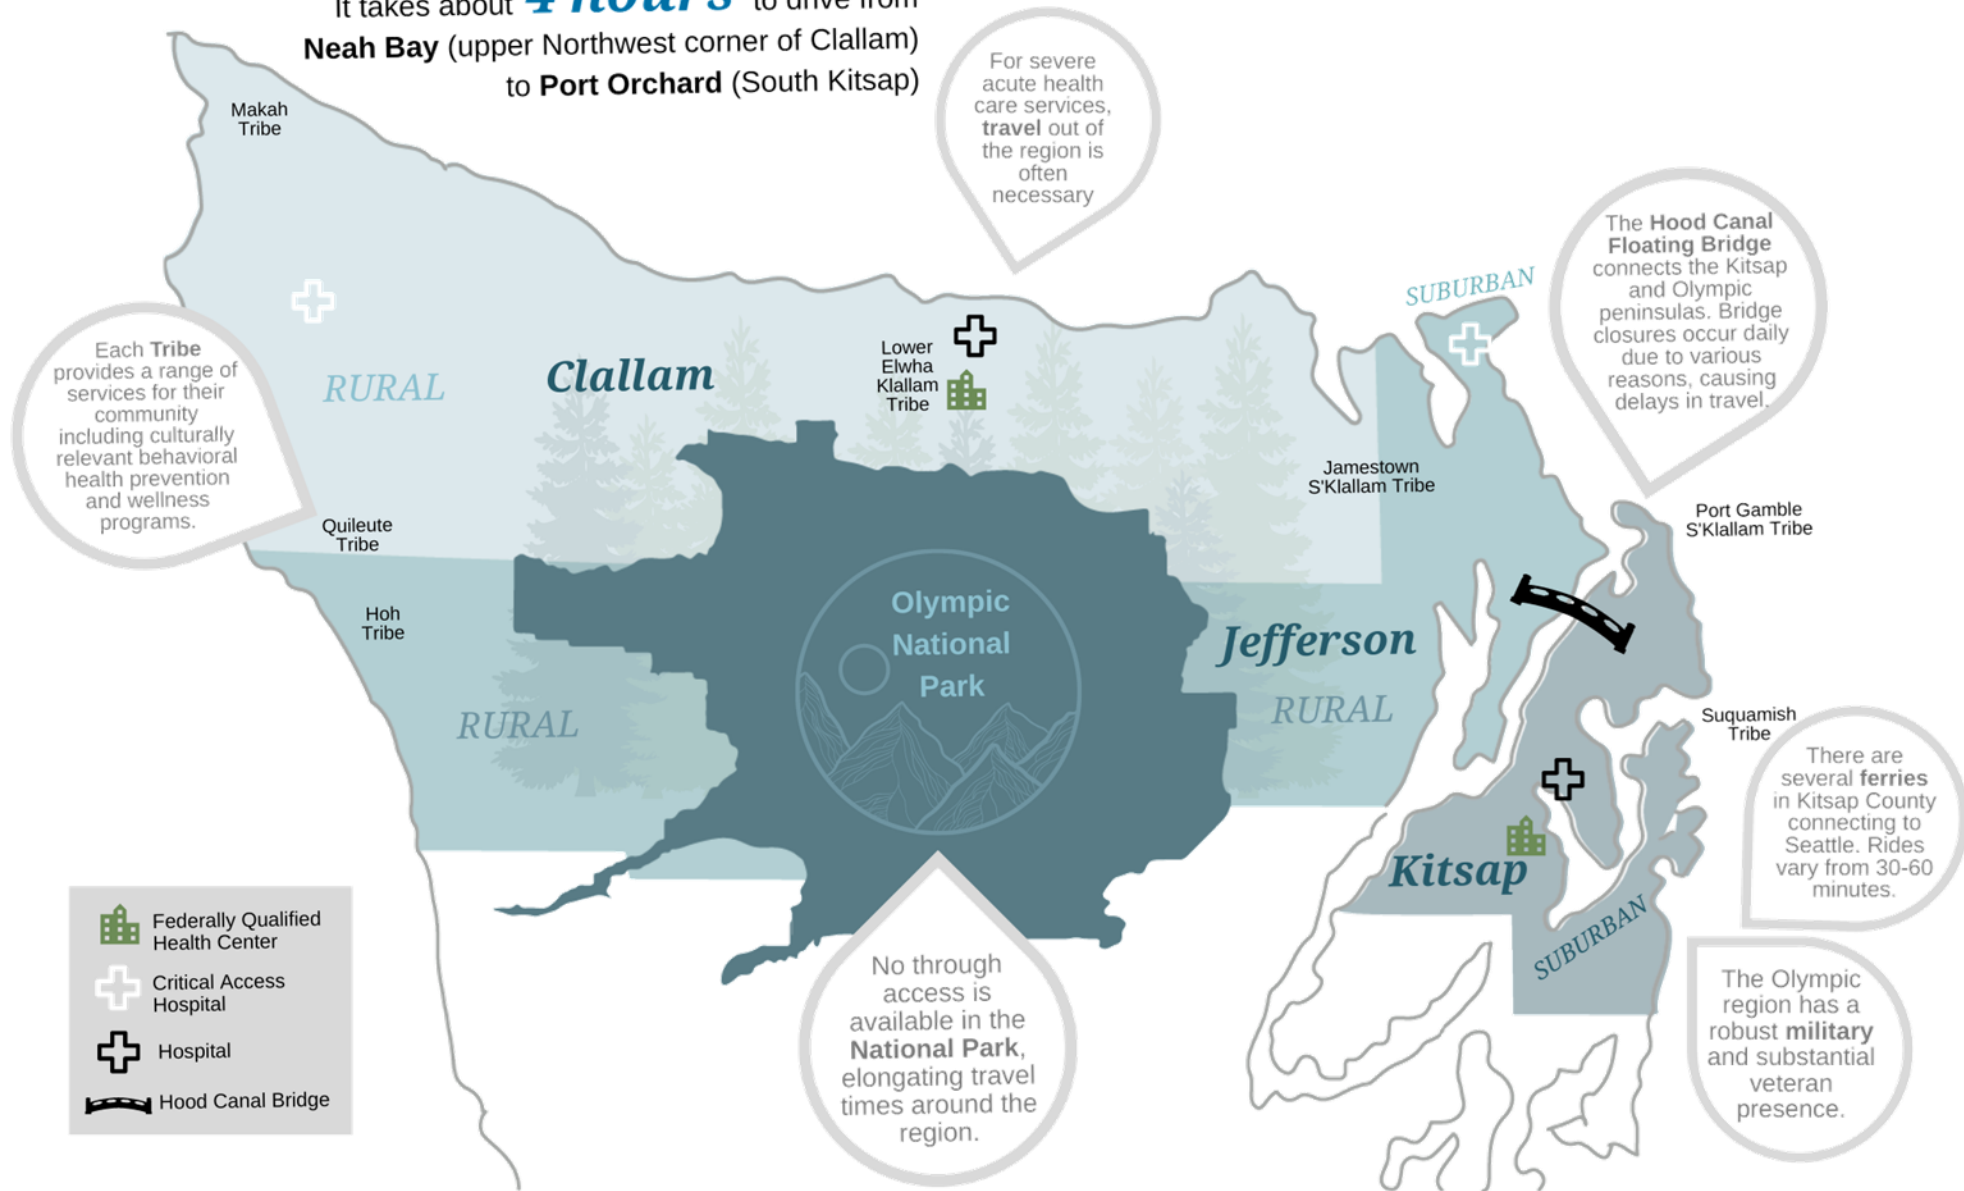 It takes about 4 hours to drive from
Neah Bay (upper Northwest corner of Clallam)
to Port Orchard (South Kitsap)
For severe
acute health
care services,
travel out of
the region is
often
necessary
Makah
Tribe
The Hood Canal
Floating Bridge
connects the Kitsap
and Olympic
peninsulas. Bridge
closures occur daily
due to various
reasons, causing
delays in travel.
SUBURBAN
Each Tribe
provides a range of
services for their
community
including culturally
relevant behavioral
health prevention
and wellness
programs.
RURAL
Clallam
Lower
Elwha
Klallam
Tribe
Jamestown
S'Klallam Tribe
Port Gamble
S'Klallam Tribe
Quileute
Tribe
Hoh
Tribe
Olympic
National
Park
Jefferson
RURAL
RURAL
Suquamish
Tribe
There are
several ferries
in Kitsap County
connecting to
Seattle. Rides
vary from 30-60
minutes.
Kitsap
SUBURBAN
Federally Qualified
Health Center
Critical Access
Hospital
Hospital
Hood Canal Bridge
No through
access is
available in the
National Park,
elongating travel
times around the
region.
The Olympic
region has a
robust military
and substantial
veteran
presence.